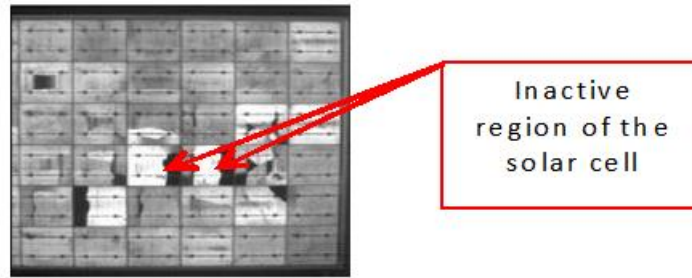 Inactive
region of the
solar cell